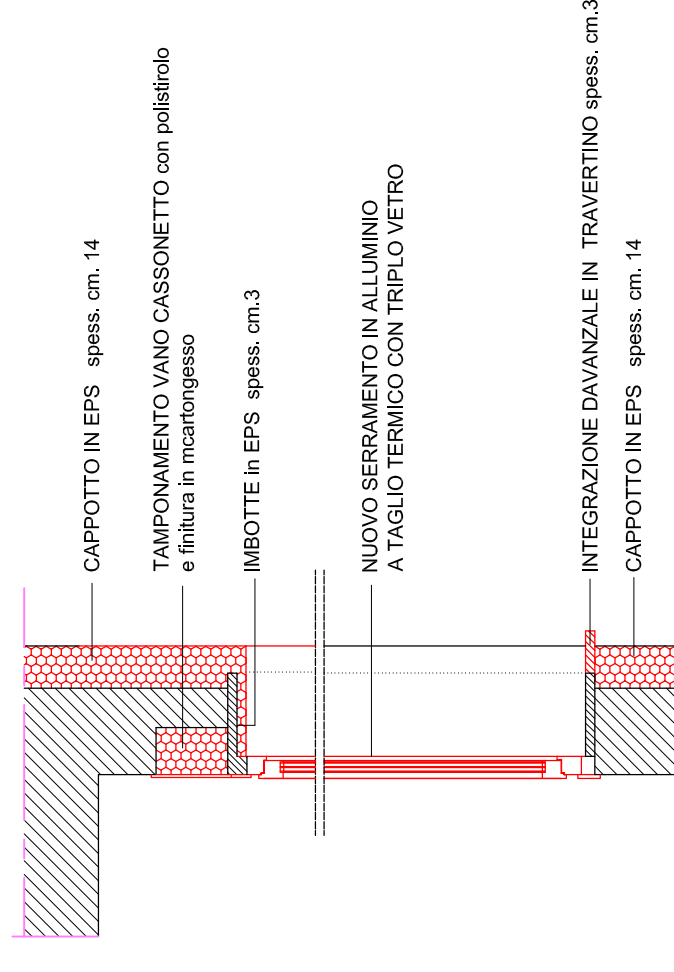 CAPPOTTO IN EPS spess. cm. 14
TAMPONAMENTO VANO CASSONETTO con polistirolo
e finitura in mcartongesso
IMBOTTE in EPS spess. cm.3
NUOVO SERRAMENTO IN ALLUMINIO
A TAGLIO TERMICO CON TRIPLO VETRO
INTEGRAZIONE DAVANZALE IN TRAVERTINO spess. cm.3
CAPPOTTO IN EPS spess. cm. 14